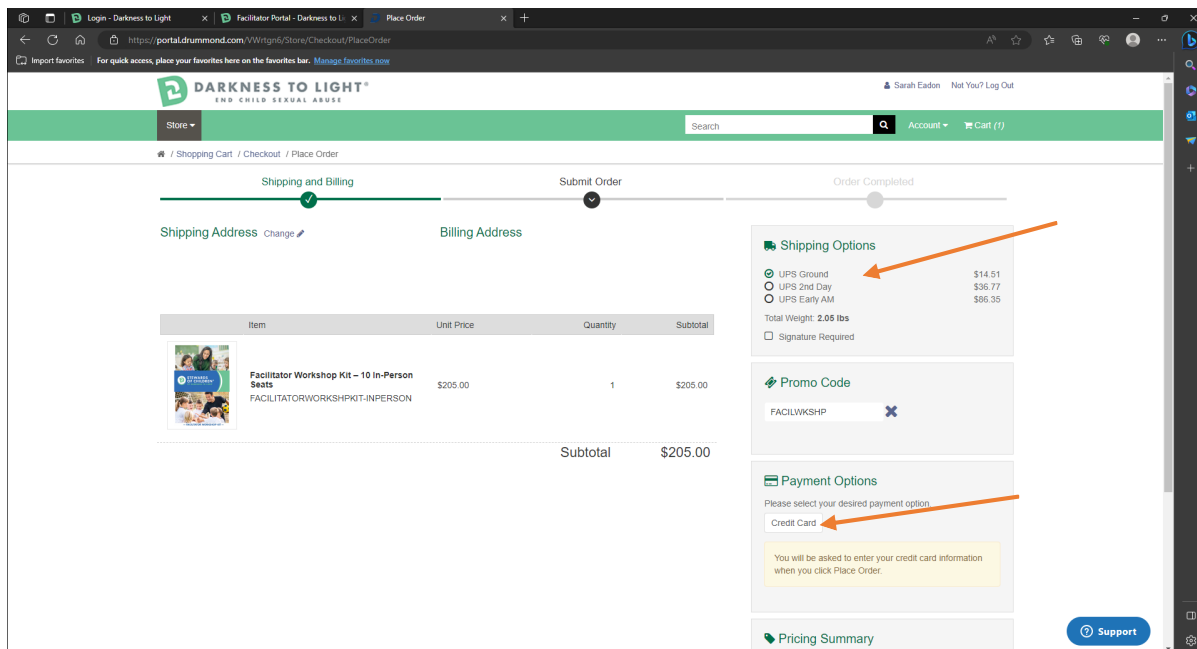 Login - Darkness to Light
Facilitator Portal - Darkness to Li
Place Order
https://portal.drummond.com/VWrtgn6/Store/Checkout/PlaceOrder
Import favorites
For quick access, place your favorites here on the favorites bar. Manage favorites now
DARKNESS TO LIGHT®
END CHILD SEXUAL ABUSE
Sarah Eadon Not You? Log Out
Store
Search
Account
Cart (1)
/ Shopping Cart / Checkout / Place Order
Shipping and Billing
Submit Order
Order Completed
Shipping Address Change
Billing Address
Item Unit Price Quantity Subtotal
STEWARDS
OF CHILDREN
Facilitator Workshop Kit – 10 In-Person
Seats
FACILITATORWORKSHPKIT-INPERSON
$205.00 1 $205.00
Subtotal $205.00
Shipping Options
UPS Ground $14.51
UPS 2nd Day $36.77
UPS Early AM $86.35
Total Weight: 2.05 lbs
Signature Required
Promo Code
FACILWKSHP
Payment Options
Please select your desired payment option
Credit Card
You will be asked to enter your credit card information
when you click Place Order.
Pricing Summary
Support